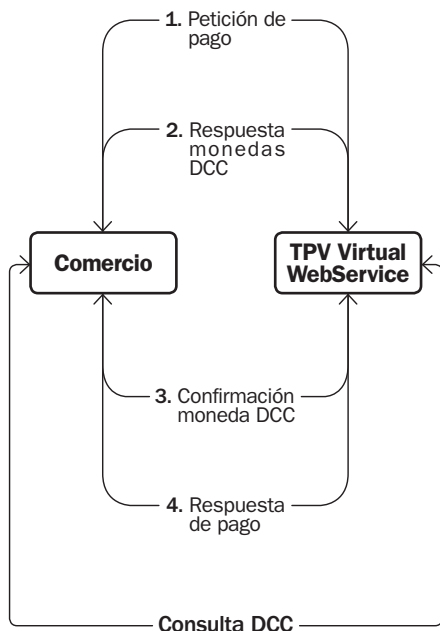 1. Petición de
pago
2. Respuesta
monedas
DCC
Comercio
TPV Virtual
WebService
3. Confirmación
moneda DCC
4. Respuesta
de pago
Consulta DCC